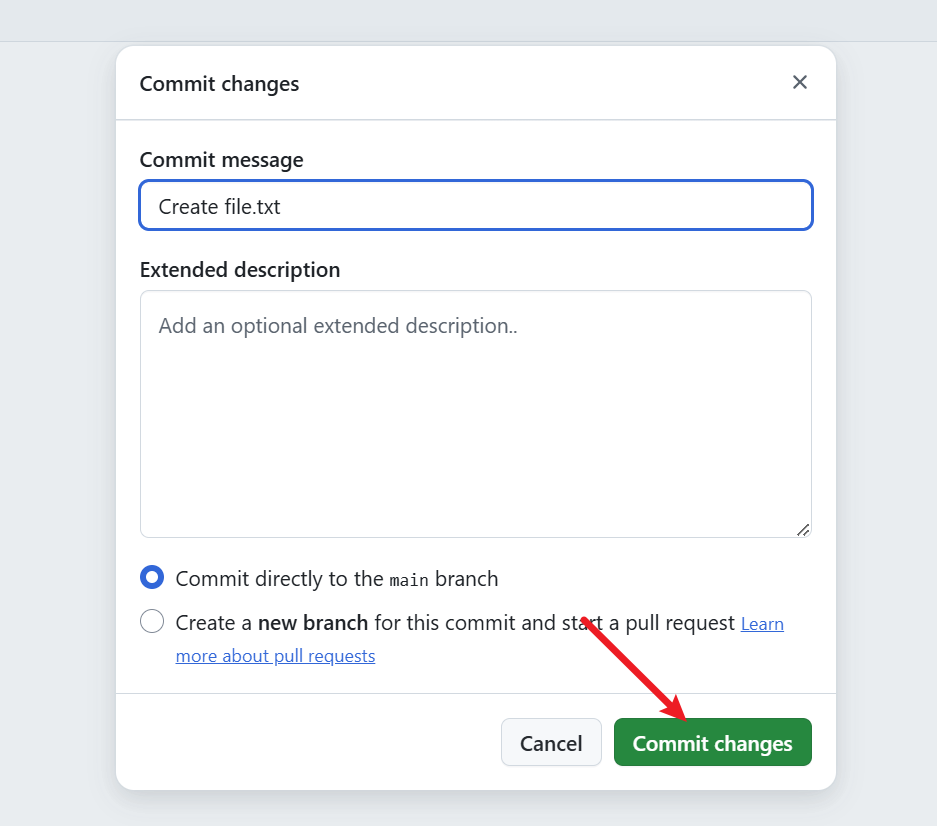 Commit changes
Commit message
Create file.txt
Extended description
Add an optional extended description..
Commit directly to the main branch
Create a new branch for this commit and start a pull request Learn
more about pull requests
Cancel
Commit changes